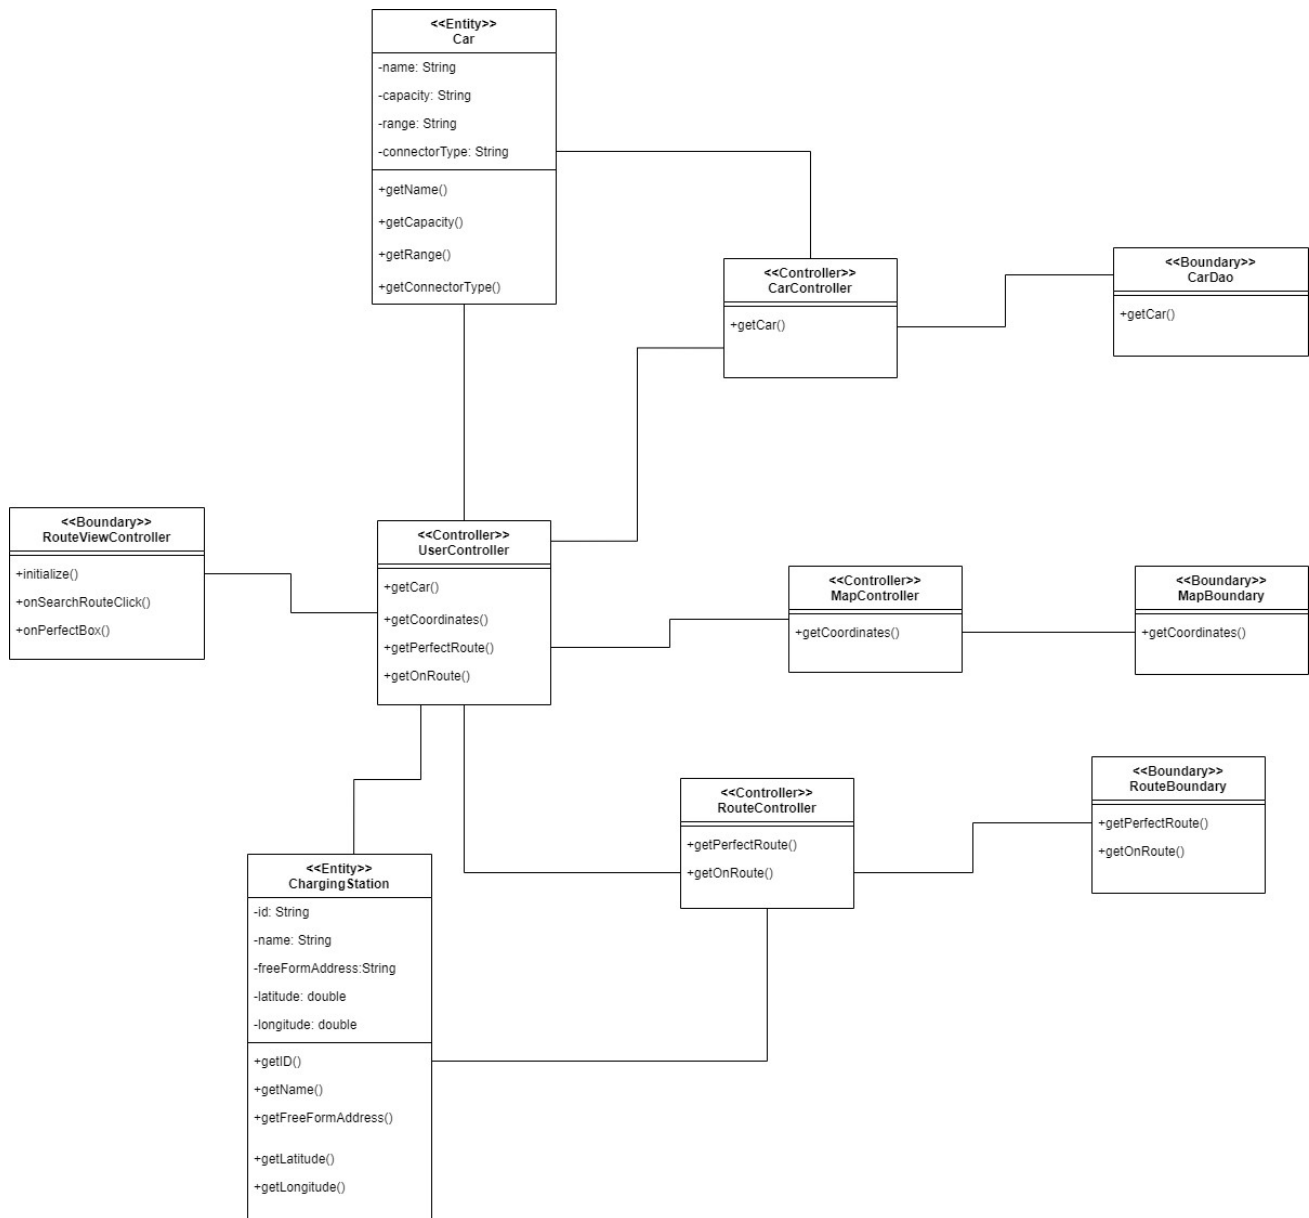 <<Entity>>
Car
-name: String
-capacity: String
-range: String
-connectorType: String
+getName()
+getCapacity()
+getRange()
+getConnectorType()
<<Controller>>
CarController
+getCar()
<<Boundary>>
CarDao
+getCar()
<<Boundary>>
RouteViewController
+initialize()
+onSearchRouteClick()
+onPerfectBox()
<<Controller>>
UserController
+getCar()
+getCoordinates()
+getPerfectRoute()
+getOnRoute()
<<Controller>>
MapController
+getCoordinates()
<<Boundary>>
MapBoundary
+getCoordinates()
<<Controller>>
RouteController
+getPerfectRoute()
+getOnRoute()
<<Boundary>>
RouteBoundary
+getPerfectRoute()
+getOnRoute()
<<Entity>>
ChargingStation
-id: String
-name: String
-freeFormAddress:String
-latitude: double
-longitude: double
+getID()
+getName()
+getFreeFormAddress()
+getLatitude()
+getLongitude()